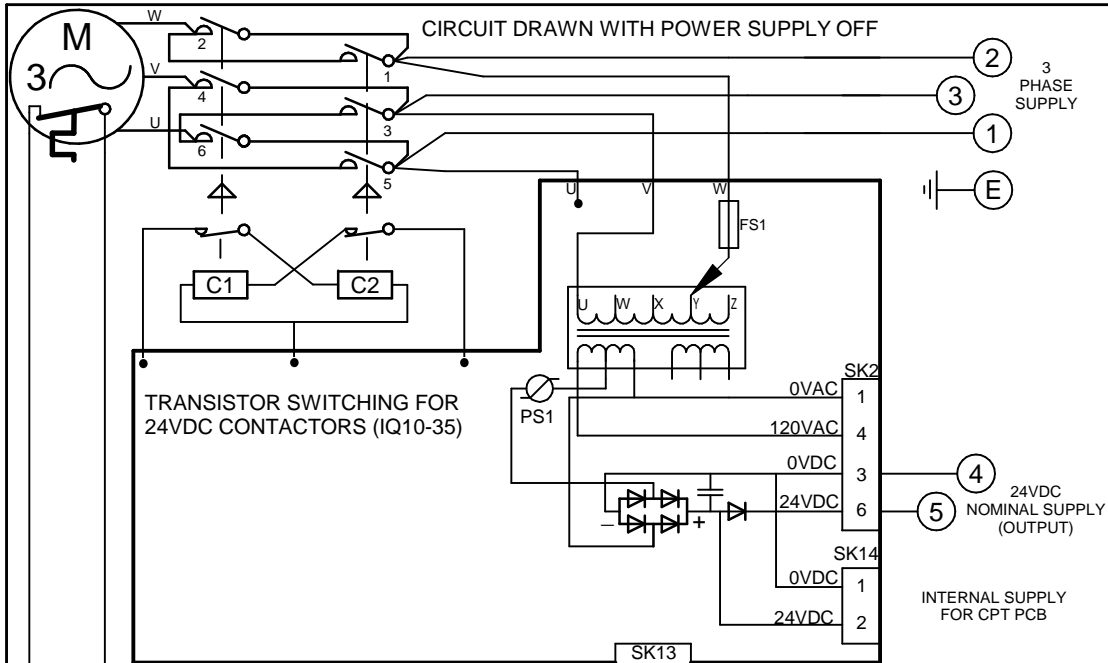 CIRCUIT DRAWN WITH POWER SUPPLY OFF
M
3
W
V
U
2
4
6
1
3
5
2
3
1
E
3
PHASE
SUPPLY
U V W
FS1
C1 C2
U W X Y Z
PS1
TRANSISTOR SWITCHING FOR
24VDC CONTACTORS (IQ10-35)
SK2
0VAC 1
120VAC 4
0VDC 3
24VDC 6
4
5
24VDC
NOMINAL SUPPLY
(OUTPUT)
– +
SK14
0VDC 1
24VDC 2
INTERNAL SUPPLY
FOR CPT PCB
SK13